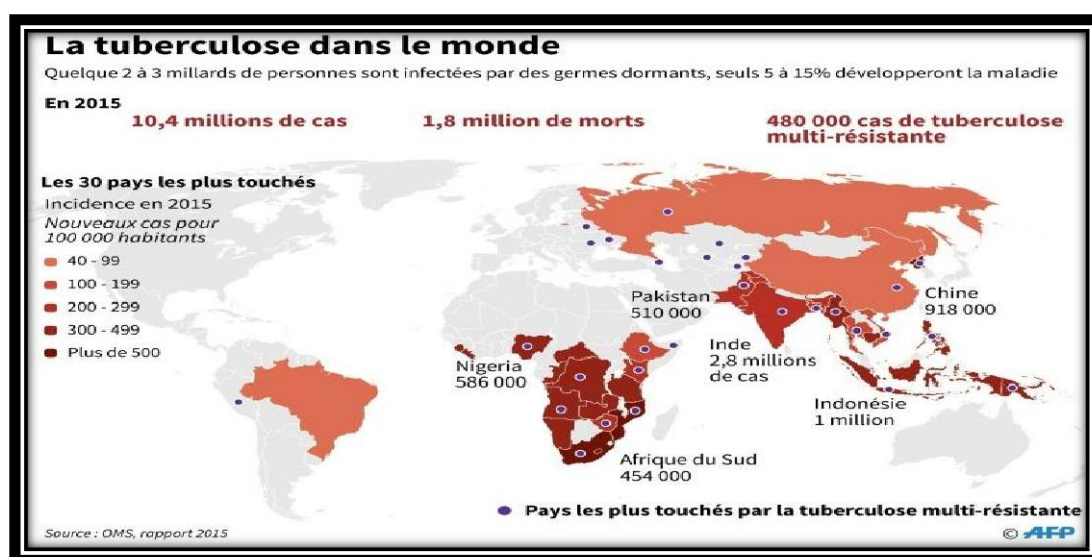 La tuberculose dans le monde
Quelque 2 à 3 millards de personnes sont infectées par des germes dormants, seuls 5 à 15% développeront la maladie
En 2015
10,4 millions de cas
1,8 million de morts
480 000 cas de tuberculose
multi-résistante
Les 30 pays les plus touchés
Incidence en 2015
Nouveaux cas pour
100 000 habitants
40 - 99
100 - 199
200 - 299
300 - 499
Plus de 500
Pakistan
510 000
Chine
918 000
Nigeria
586 000
Inde
2,8 millions
de cas
Indonésie
1 million
Afrique du Sud
454 000
Pays les plus touchés par la tuberculose multi-résistante
Source : OMS, rapport 2015
© AFP